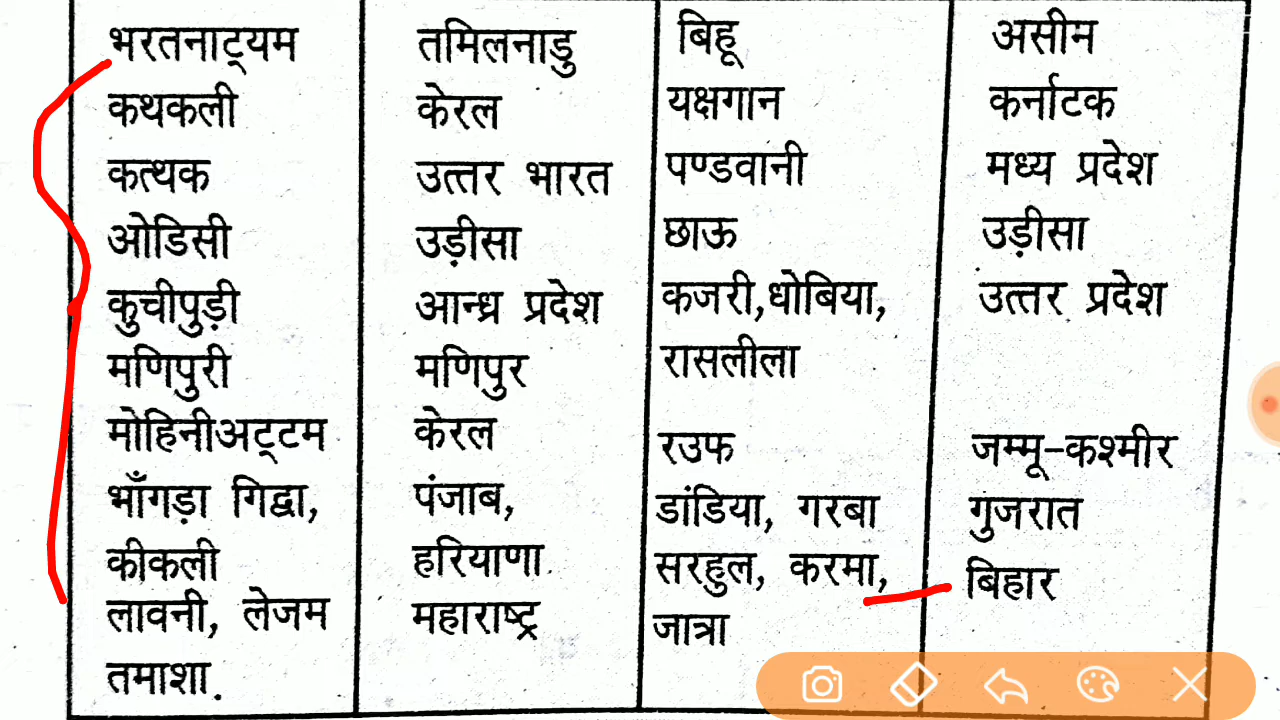 भरतनाट्यम तमिलनाडु बिहू असीम
कथकली केरल यक्षगान कर्नाटक
कत्थक उत्तर भारत पण्डवानी मध्य प्रदेश
ओडिसी उड़ीसा छाऊ उड़ीसा
कुचीपुड़ी आन्ध्र प्रदेश कजरी,धोबिया, उत्तर प्रदेश
मणिपुरी मणिपुर रासलीला
मोहिनीअट्टम केरल रउफ जम्मू-कश्मीर
भाँगड़ा गिद्वा, पंजाब, डांडिया, गरबा गुजरात
कीकली हरियाणा सरहुल, करमा, बिहार
लावनी, लेजम महाराष्ट्र जात्रा
तमाशा.